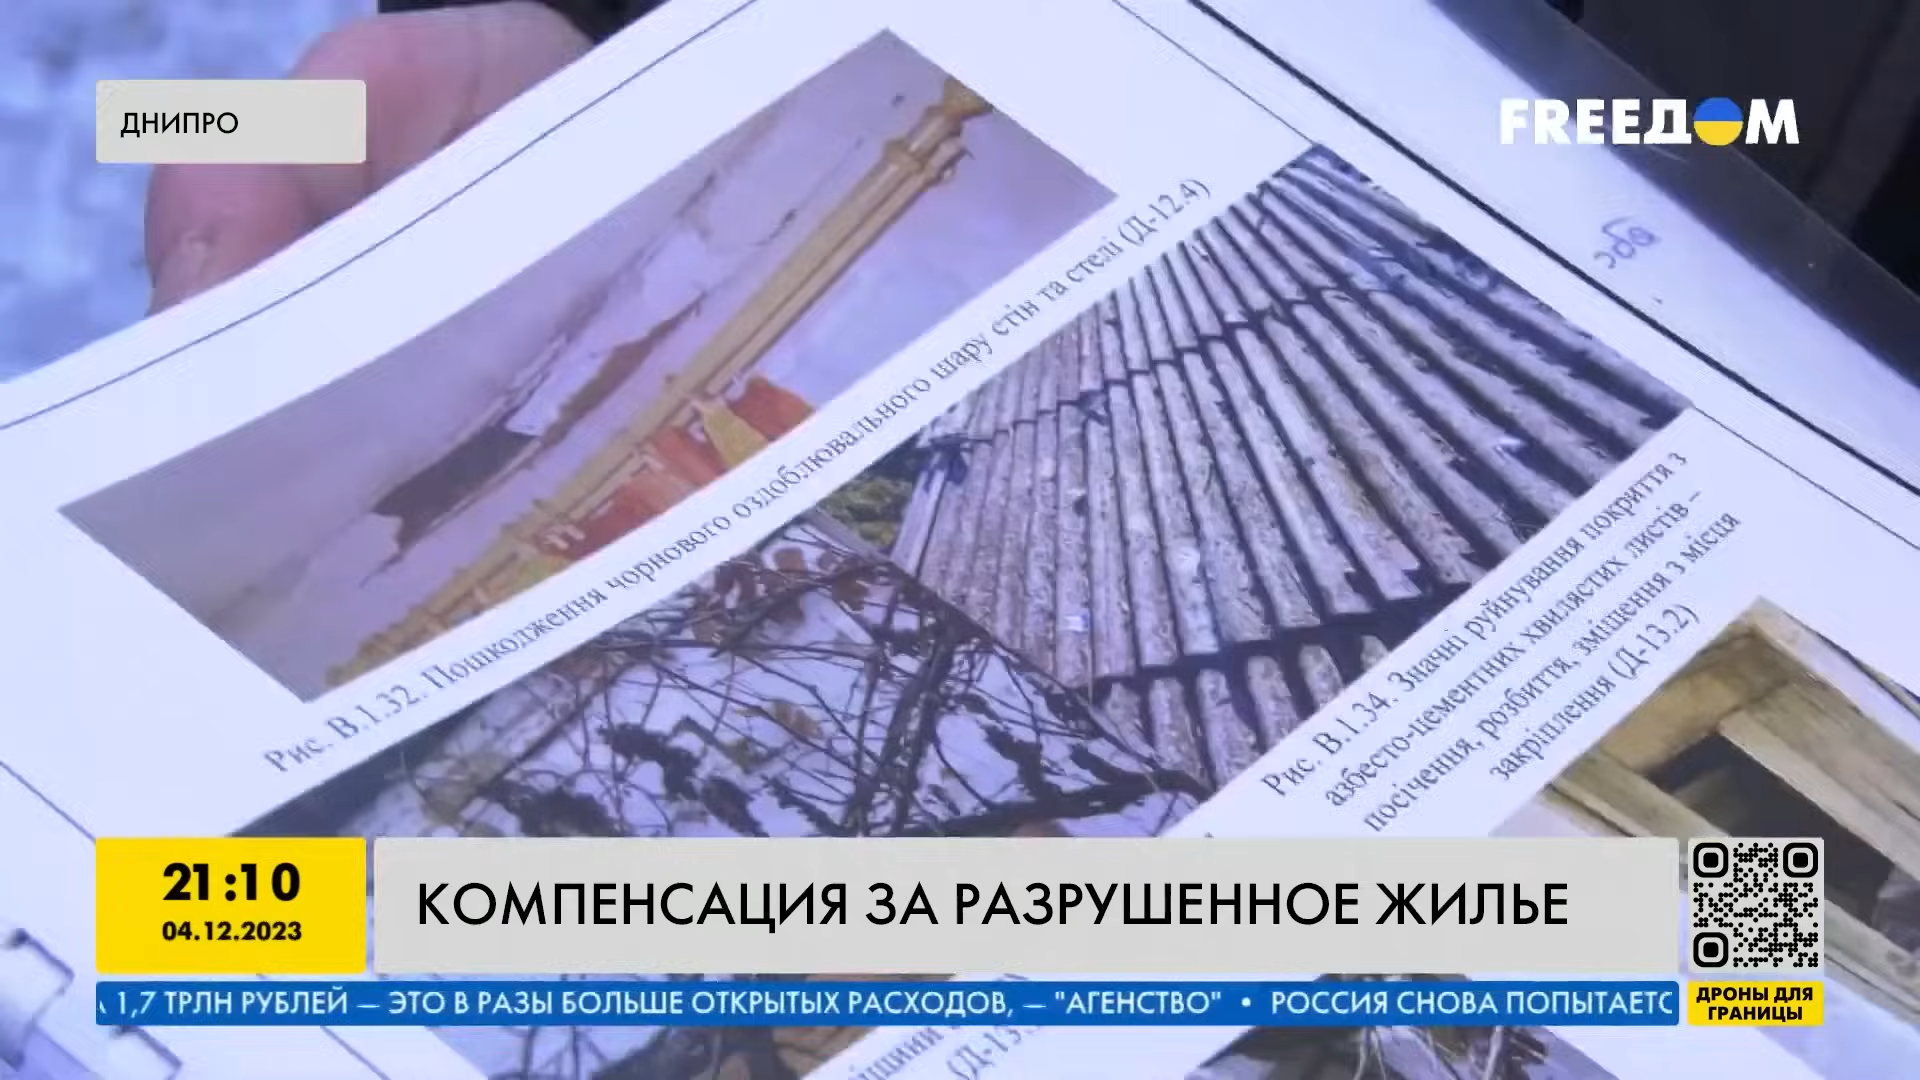 ДНИПРО
FREEДOM
Рис. В.1.32. Пошкодження чорнового оздоблювального шару стін та стелі (Д-12.4)
Рис. В.1.34. Значні руйнування покриття з
азбесто-цементних хвилястих листів –
посічення, розбиття, зміщення з місця
закріплення (Д-13.2)
21:10
04.12.2023
КОМПЕНСАЦИЯ ЗА РАЗРУШЕННОЕ ЖИЛЬЕ
1,7 ТРЛН РУБЛЕЙ — ЭТО В РАЗЫ БОЛЬШЕ ОТКРЫТЫХ РАСХОДОВ, — "АГЕНСТВО" • РОССИЯ СНОВА ПОПЫТАЕТС
ДРОНЫ ДЛЯ
ГРАНИЦЫ